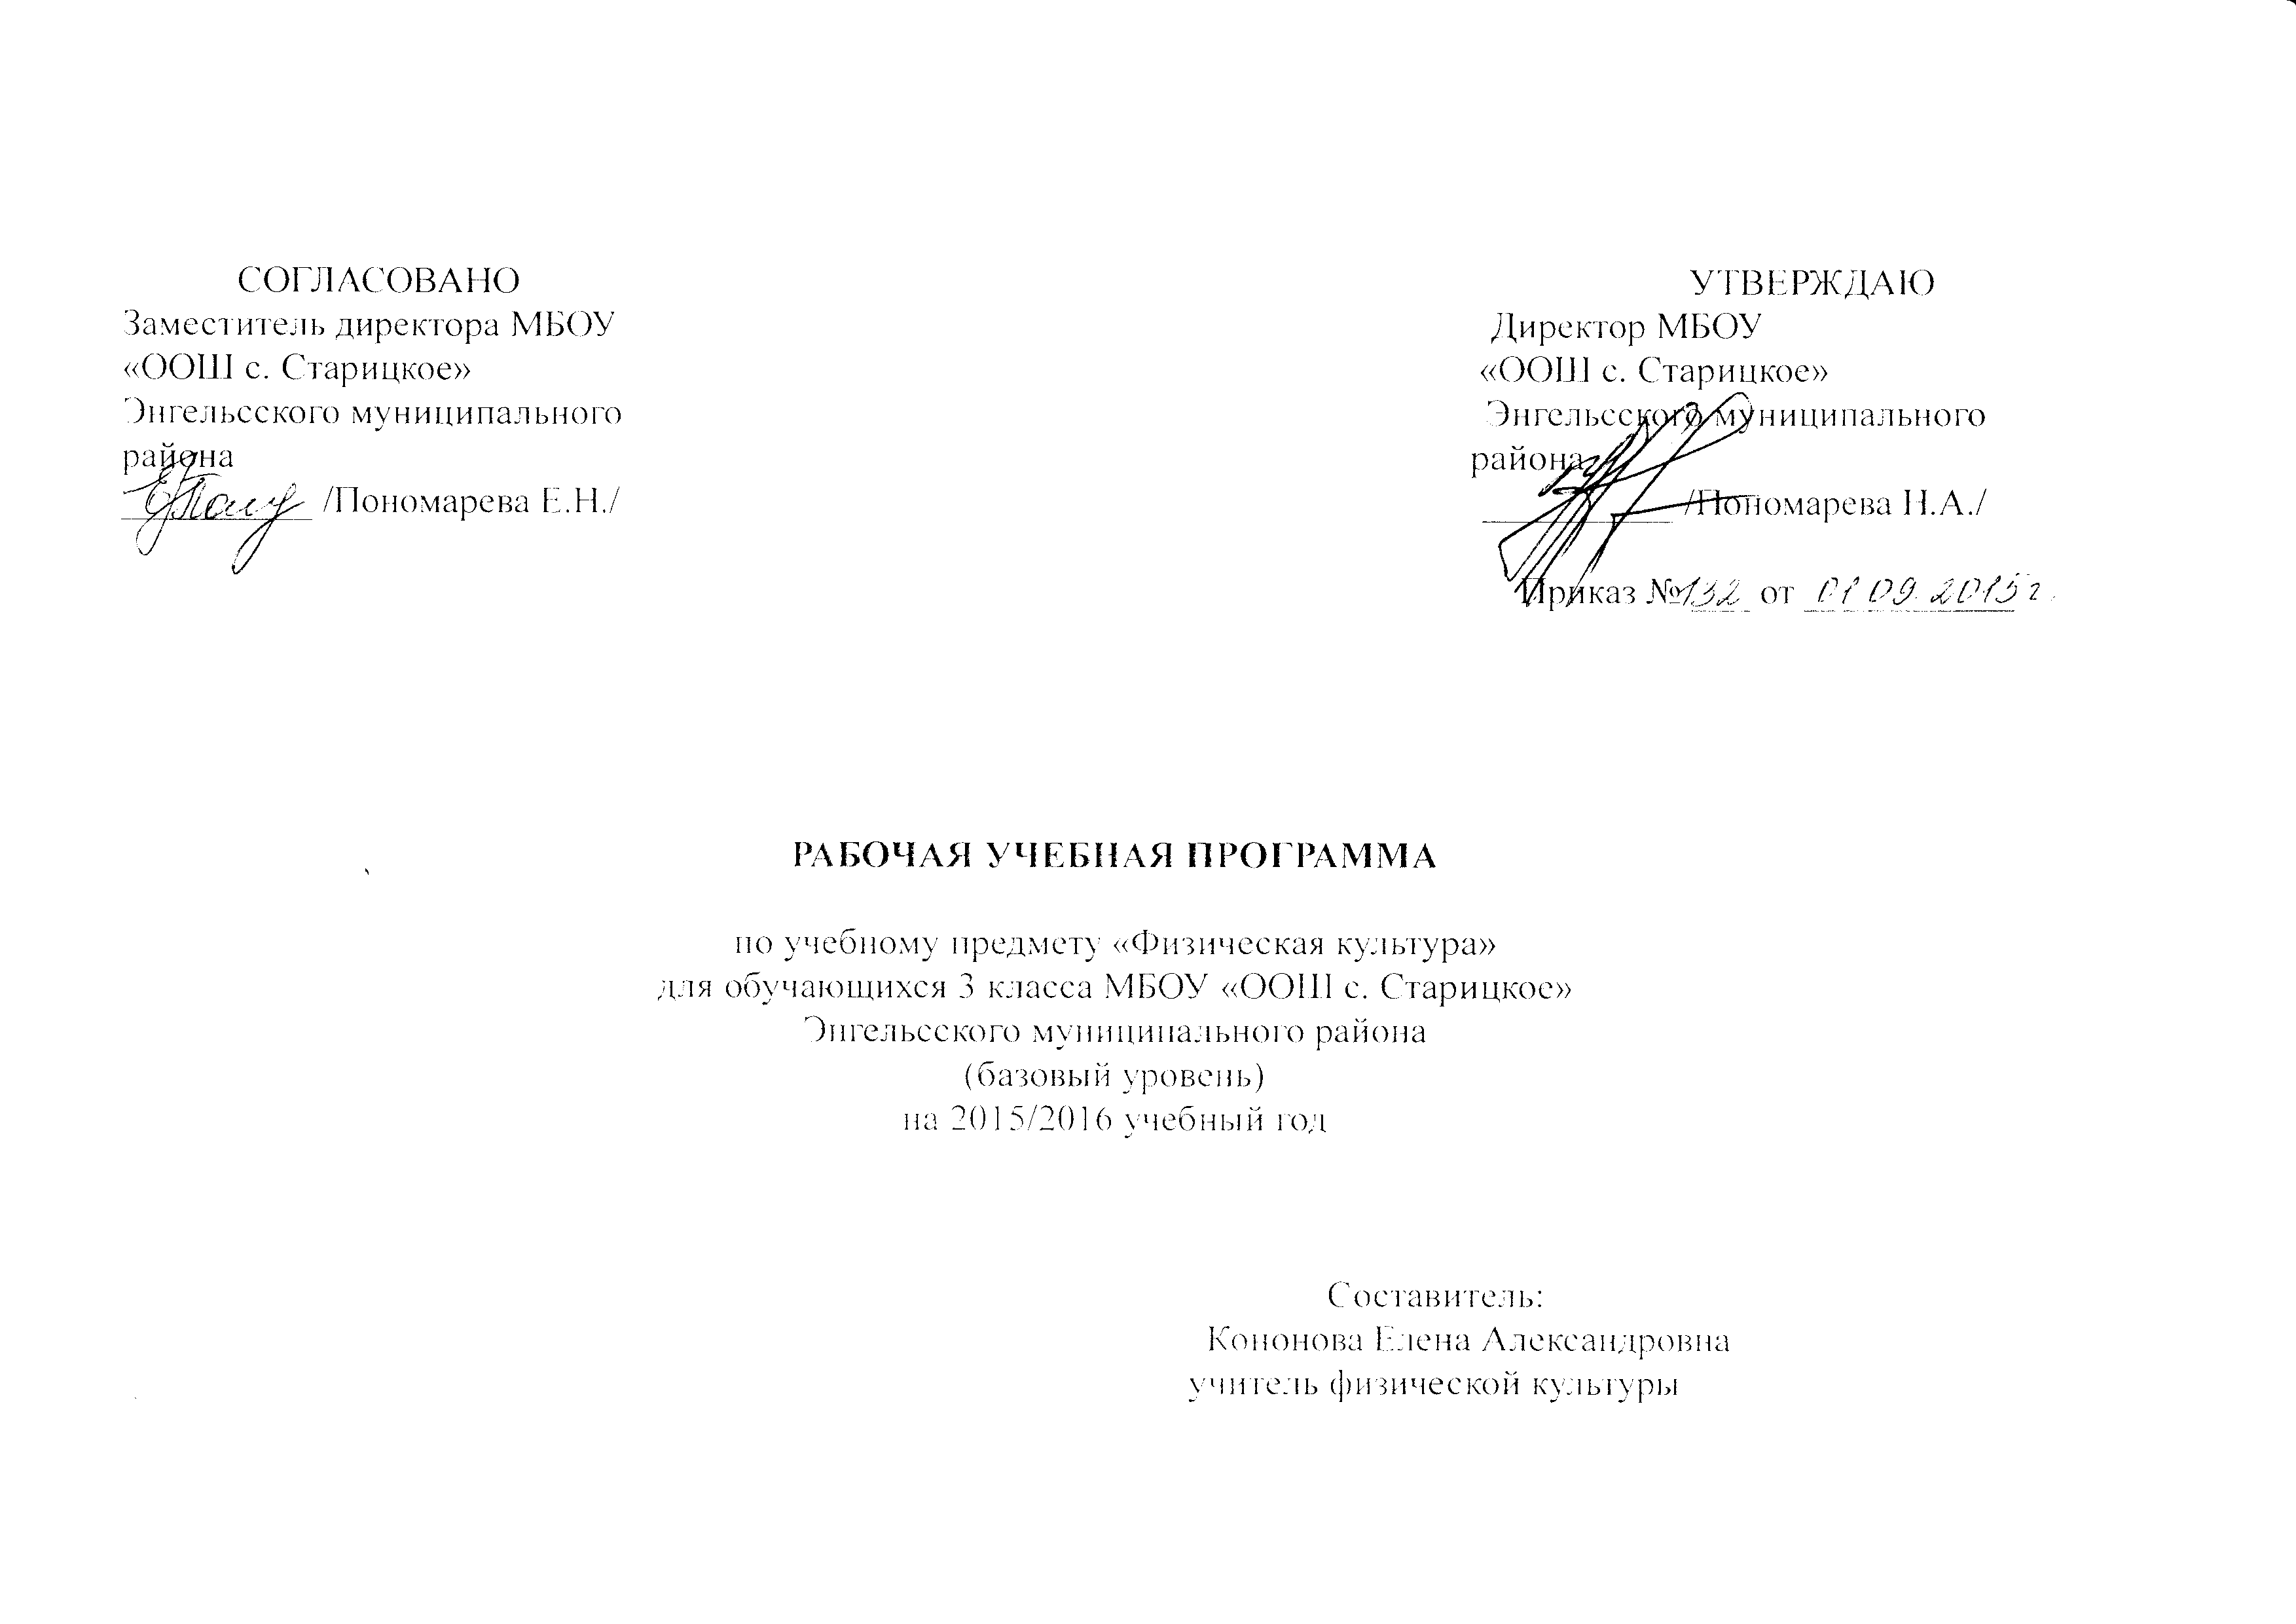 СОГЛАСОВАНО
Заместитель директора МБОУ
«ООШ с. Старицкое»
Энгельсского муниципального
района
/Пономарева Е.Н./
УТВЕРЖДАЮ
Директор МБОУ
«ООШ с. Старицкое»
Энгельсского муниципального
района
/Пономарева Н.А./
Приказ №132 от 01 09. 2015 г.
РАБОЧАЯ УЧЕБНАЯ ПРОГРАММА
по учебному предмету «Физическая культура»
для обучающихся 3 класса МБОУ «ООШ с. Старицкое»
Энгельсского муниципального района
(базовый уровень)
на 2015/2016 учебный год
Составитель:
Кононова Елена Александровна
учитель физической культуры